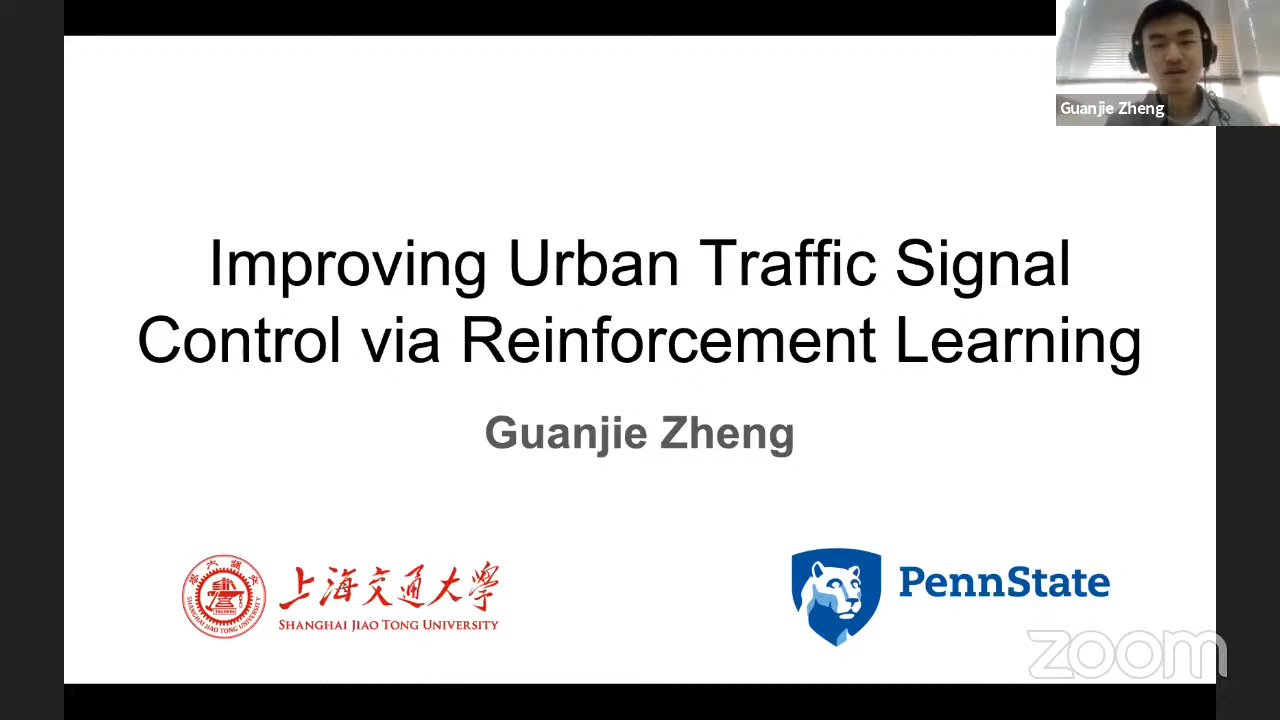 Guanjie Zheng
Improving Urban Traffic Signal
Control via Reinforcement Learning
Guanjie Zheng
上海交通大學
SHANGHAI JIAO TONG UNIVERSITY
PennState
zoom